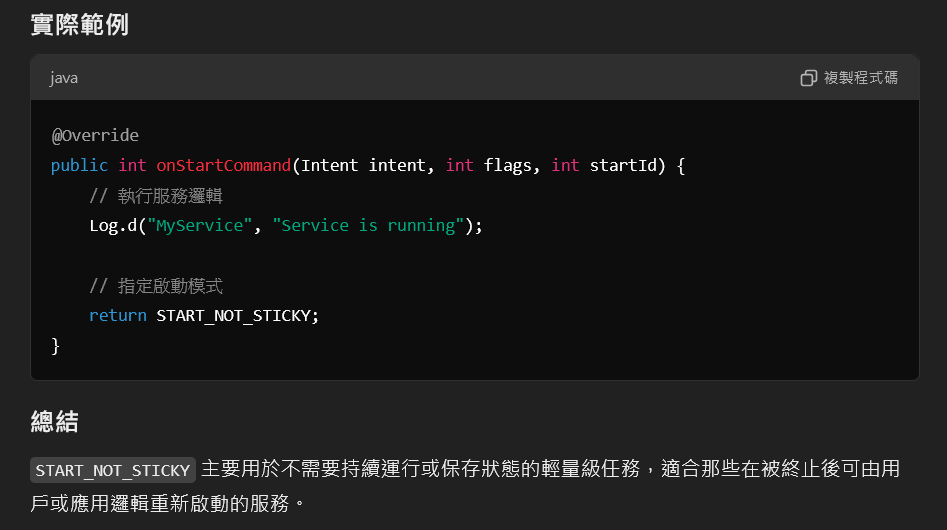 實際範例
java
複製程式碼
@Override
public int onStartCommand(Intent intent, int flags, int startId) {
// 執行服務邏輯
Log.d("MyService", "Service is running");
// 指定啟動模式
return START_NOT_STICKY;
}
總結
START_NOT_STICKY 主要用於不需要持續運行或保存狀態的輕量級任務，適合那些在被終止後可由用
戶或應用邏輯重新啟動的服務。